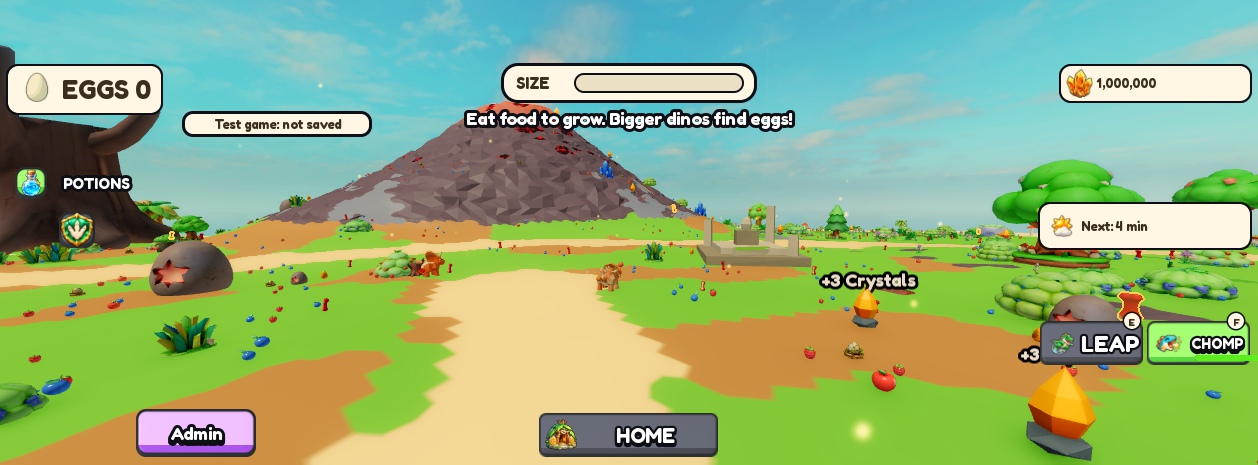 EGGS 0
SIZE
1,000,000
Eat food to grow. Bigger dinos find eggs!
Test game: not saved
POTIONS
Next: 4 min
+3 Crystals
E
F
LEAP
CHOMP
+3
Admin
HOME